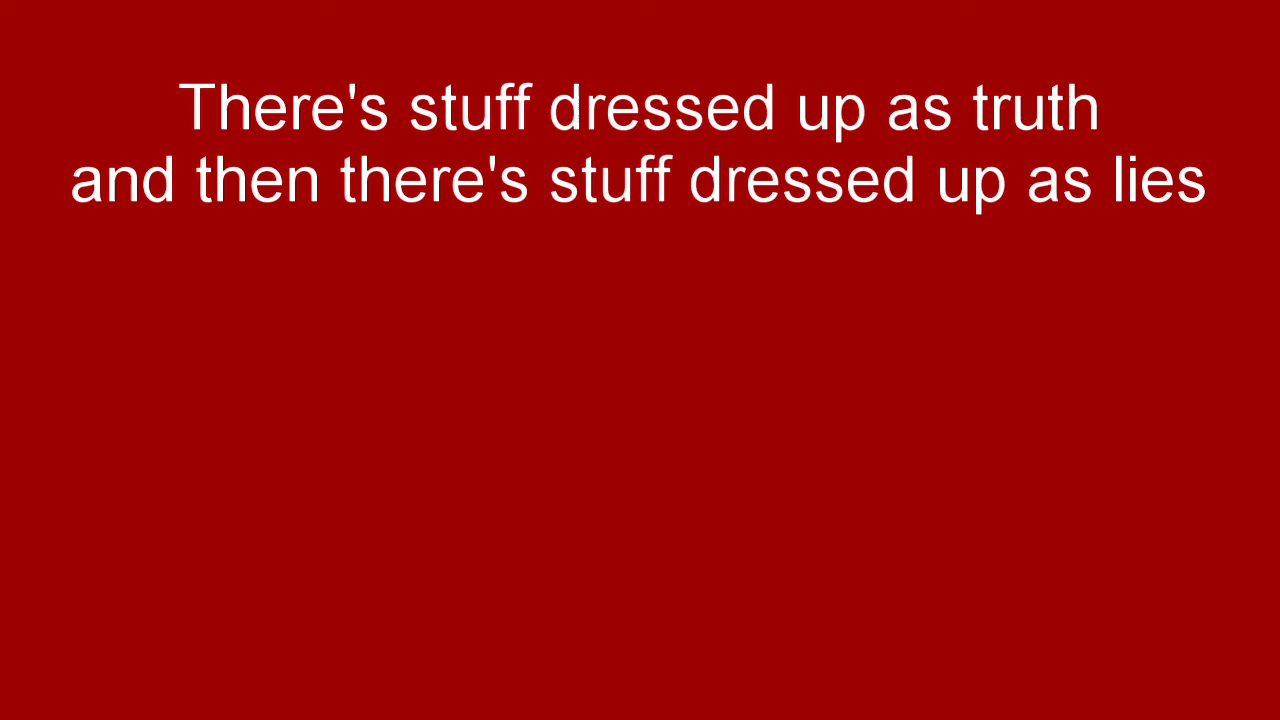 There's stuff dressed up as truth
and then there's stuff dressed up as lies